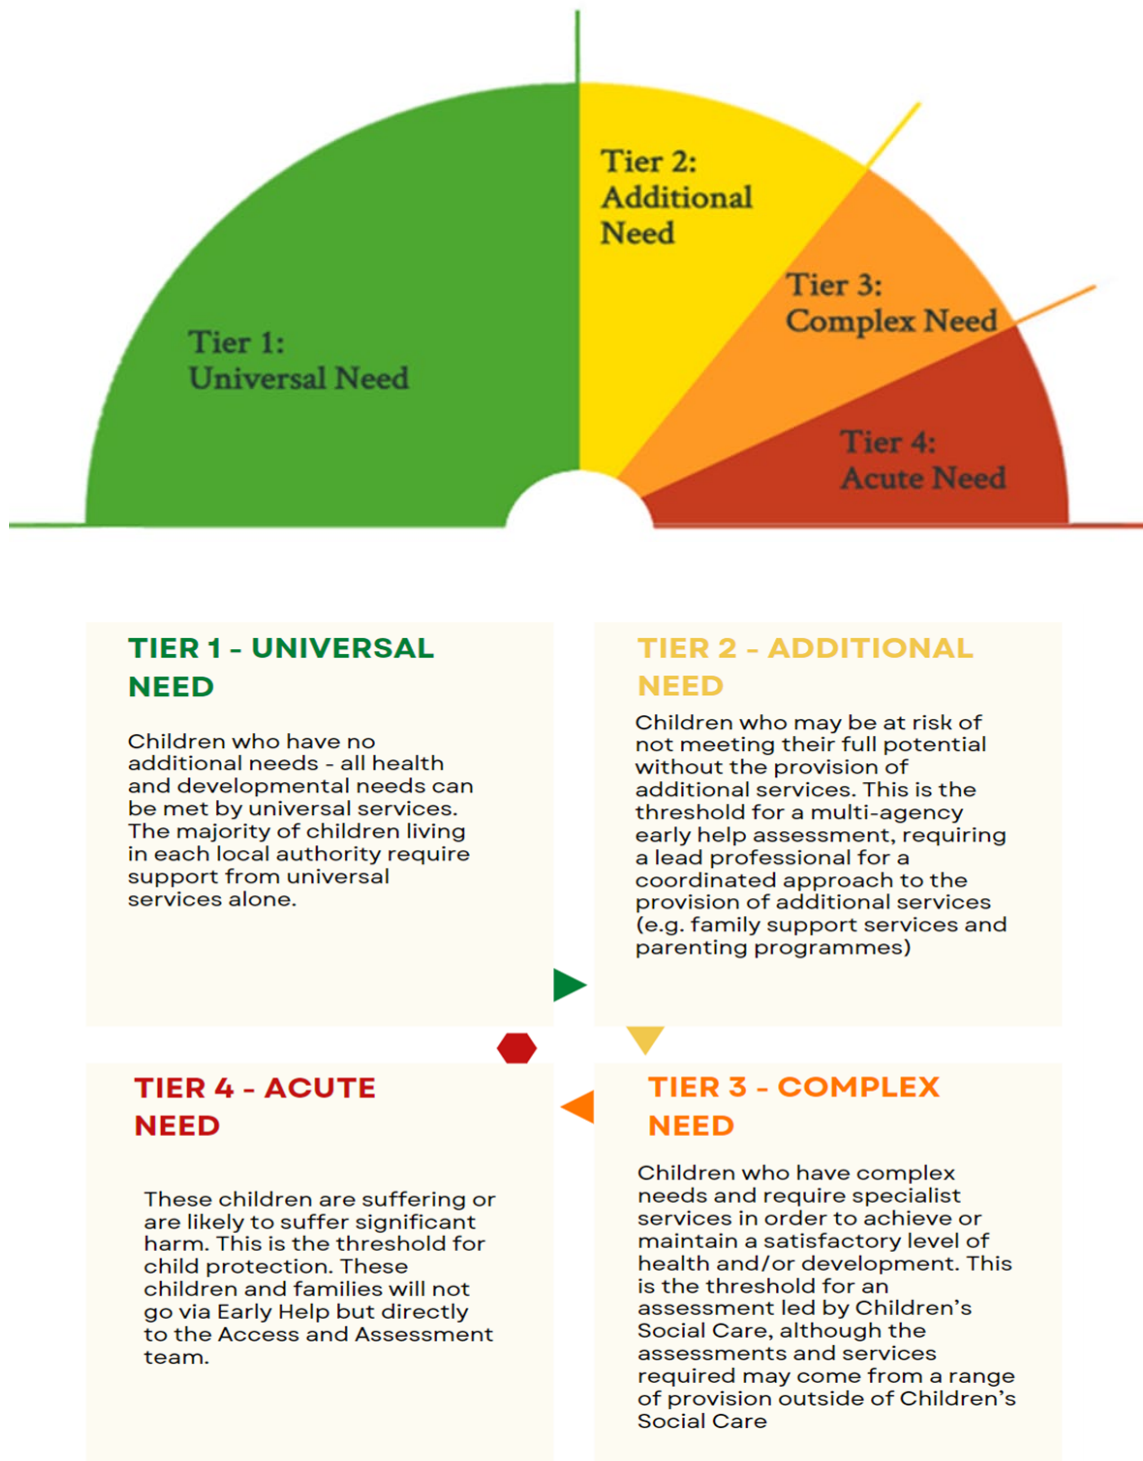 Tier 1:
Universal Need
Tier 2:
Additional
Need
Tier 3:
Complex Need
Tier 4:
Acute Need
TIER 1 - UNIVERSAL
NEED
Children who have no
additional needs - all health
and developmental needs can
be met by universal services.
The majority of children living
in each local authority require
support from universal
services alone.
TIER 2 - ADDITIONAL
NEED
Children who may be at risk of
not meeting their full potential
without the provision of
additional services. This is the
threshold for a multi-agency
early help assessment, requiring
a lead professional for a
coordinated approach to the
provision of additional services
(e.g. family support services and
parenting programmes)
TIER 3 - COMPLEX
NEED
Children who have complex
needs and require specialist
services in order to achieve or
maintain a satisfactory level of
health and/or development. This
is the threshold for an
assessment led by Children’s
Social Care, although the
assessments and services
required may come from a range
of provision outside of Children’s
Social Care
TIER 4 - ACUTE
NEED
These children are suffering or
are likely to suffer significant
harm. This is the threshold for
child protection. These
children and families will not
go via Early Help but directly
to the Access and Assessment
team.